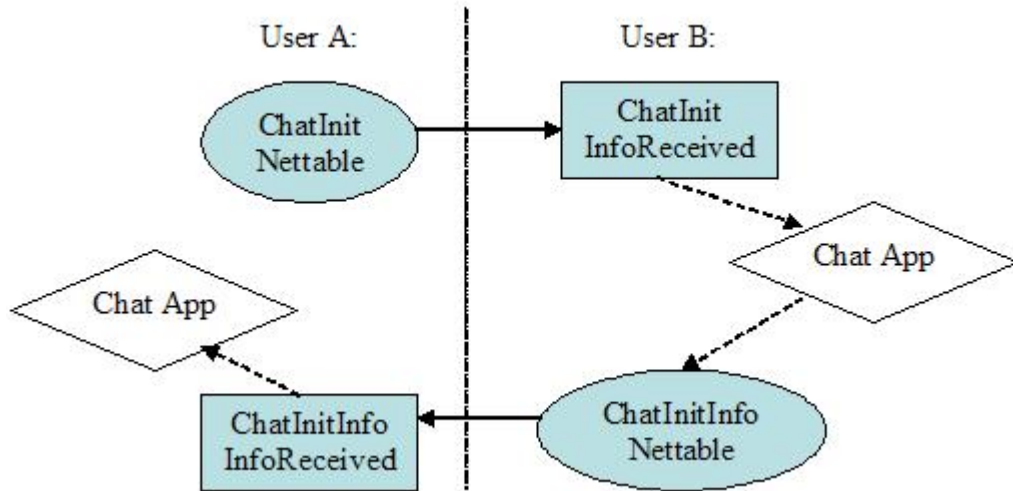 User A:
User B:
ChatInit
Nettable
ChatInit
InfoReceived
Chat App
Chat App
ChatInitInfo
Nettable
ChatInitInfo
InfoReceived